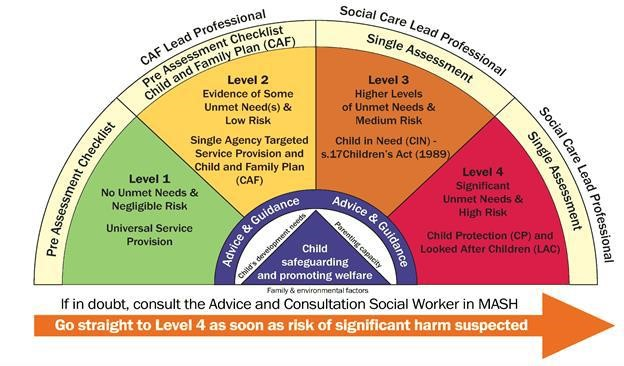 CAF Lead Professional
Social Care Lead Professional
Pre Assessment Checklist
Child and Family Plan (CAF)
Single Assessment
Social Care Lead Professional
Single Assessment
Pre Assessment Checklist
Level 1
No Unmet Needs &
Negligible Risk
Universal Service
Provision
Level 2
Evidence of Some
Unmet Need(s) &
Low Risk
Single Agency Targeted
Service Provision and
Child and Family Plan
(CAF)
Level 3
Higher Levels
of Unmet Needs &
Medium Risk
Child in Need (CIN) -
s.17Children's Act (1989)
Level 4
Significant
Unmet Needs &
High Risk
Child Protection (CP) and
Looked After Children (LAC)
Advice & Guidance
Advice & Guidance
Child's development needs
Parenting capacity
Child
safeguarding
and promoting welfare
Family & environmental factors
If in doubt, consult the Advice and Consultation Social Worker in MASH
Go straight to Level 4 as soon as risk of significant harm suspected